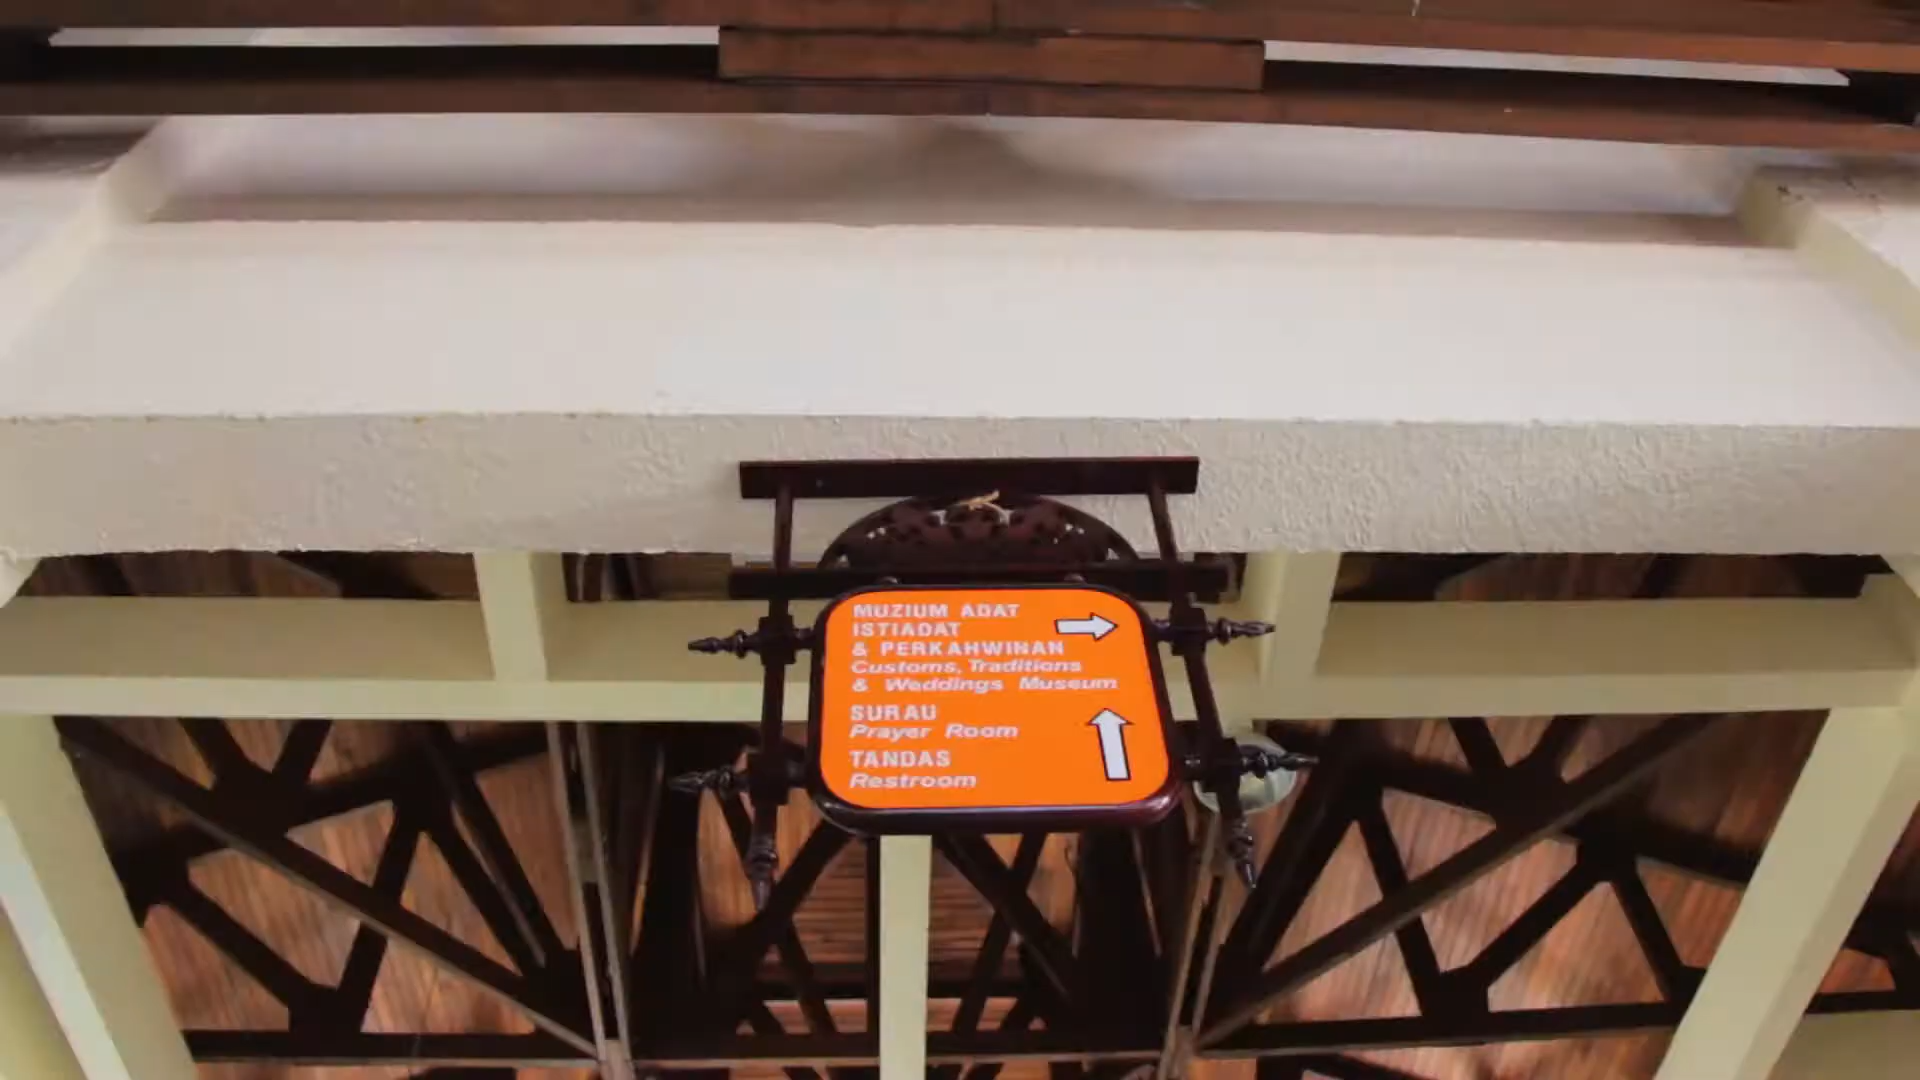 MUZIUM ADAT
ISTIADAT
& PERKAHWINAN
Customs, Traditions
& Weddings Museum
SURAU
Prayer Room
TANDAS
Restroom